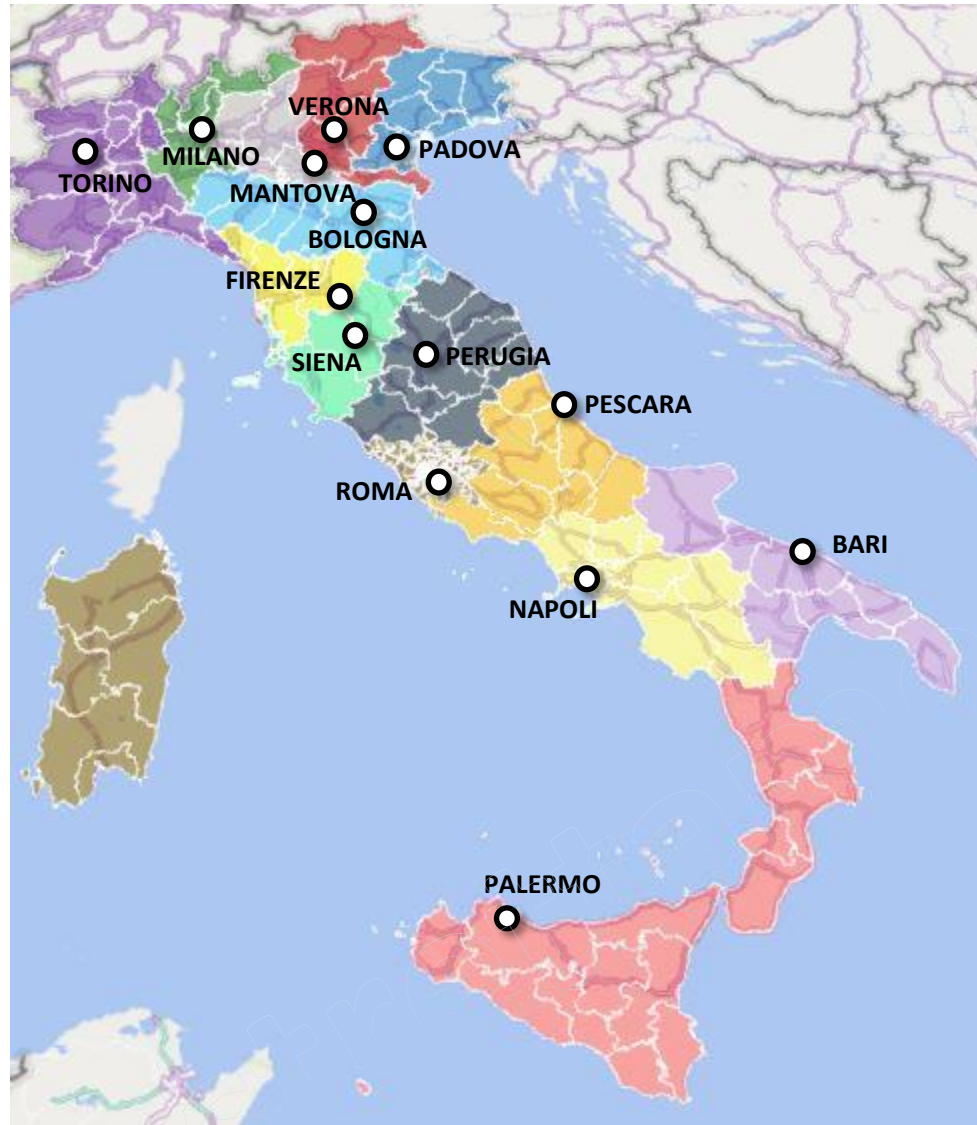 VERONA
MILANO
PADOVA
TORINO
MANTOVA
BOLOGNA
FIRENZE
SIENA
PERUGIA
PESCARA
ROMA
BARI
NAPOLI
PALERMO